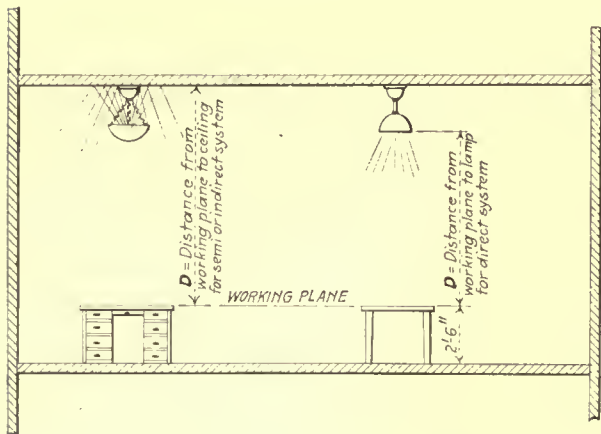 D = Distance from
working plane to ceiling
for semi or indirect system
D = Distance from
working plane to lamp
for direct system
WORKING PLANE
2'6"